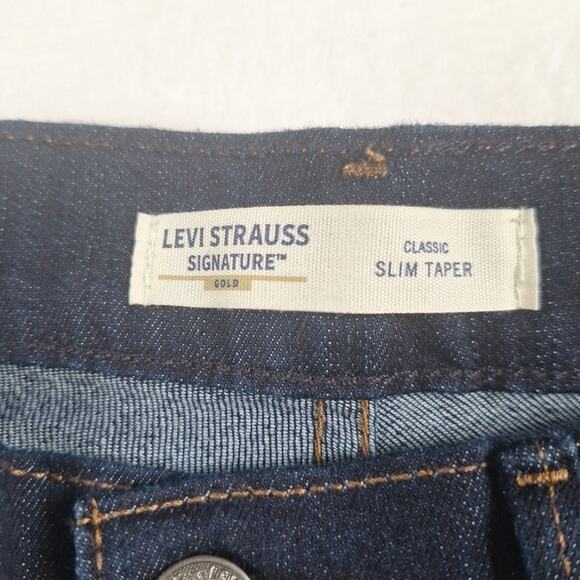 LEVI STRAUSS
SIGNATURE™
GOLD
CLASSIC
SLIM TAPER